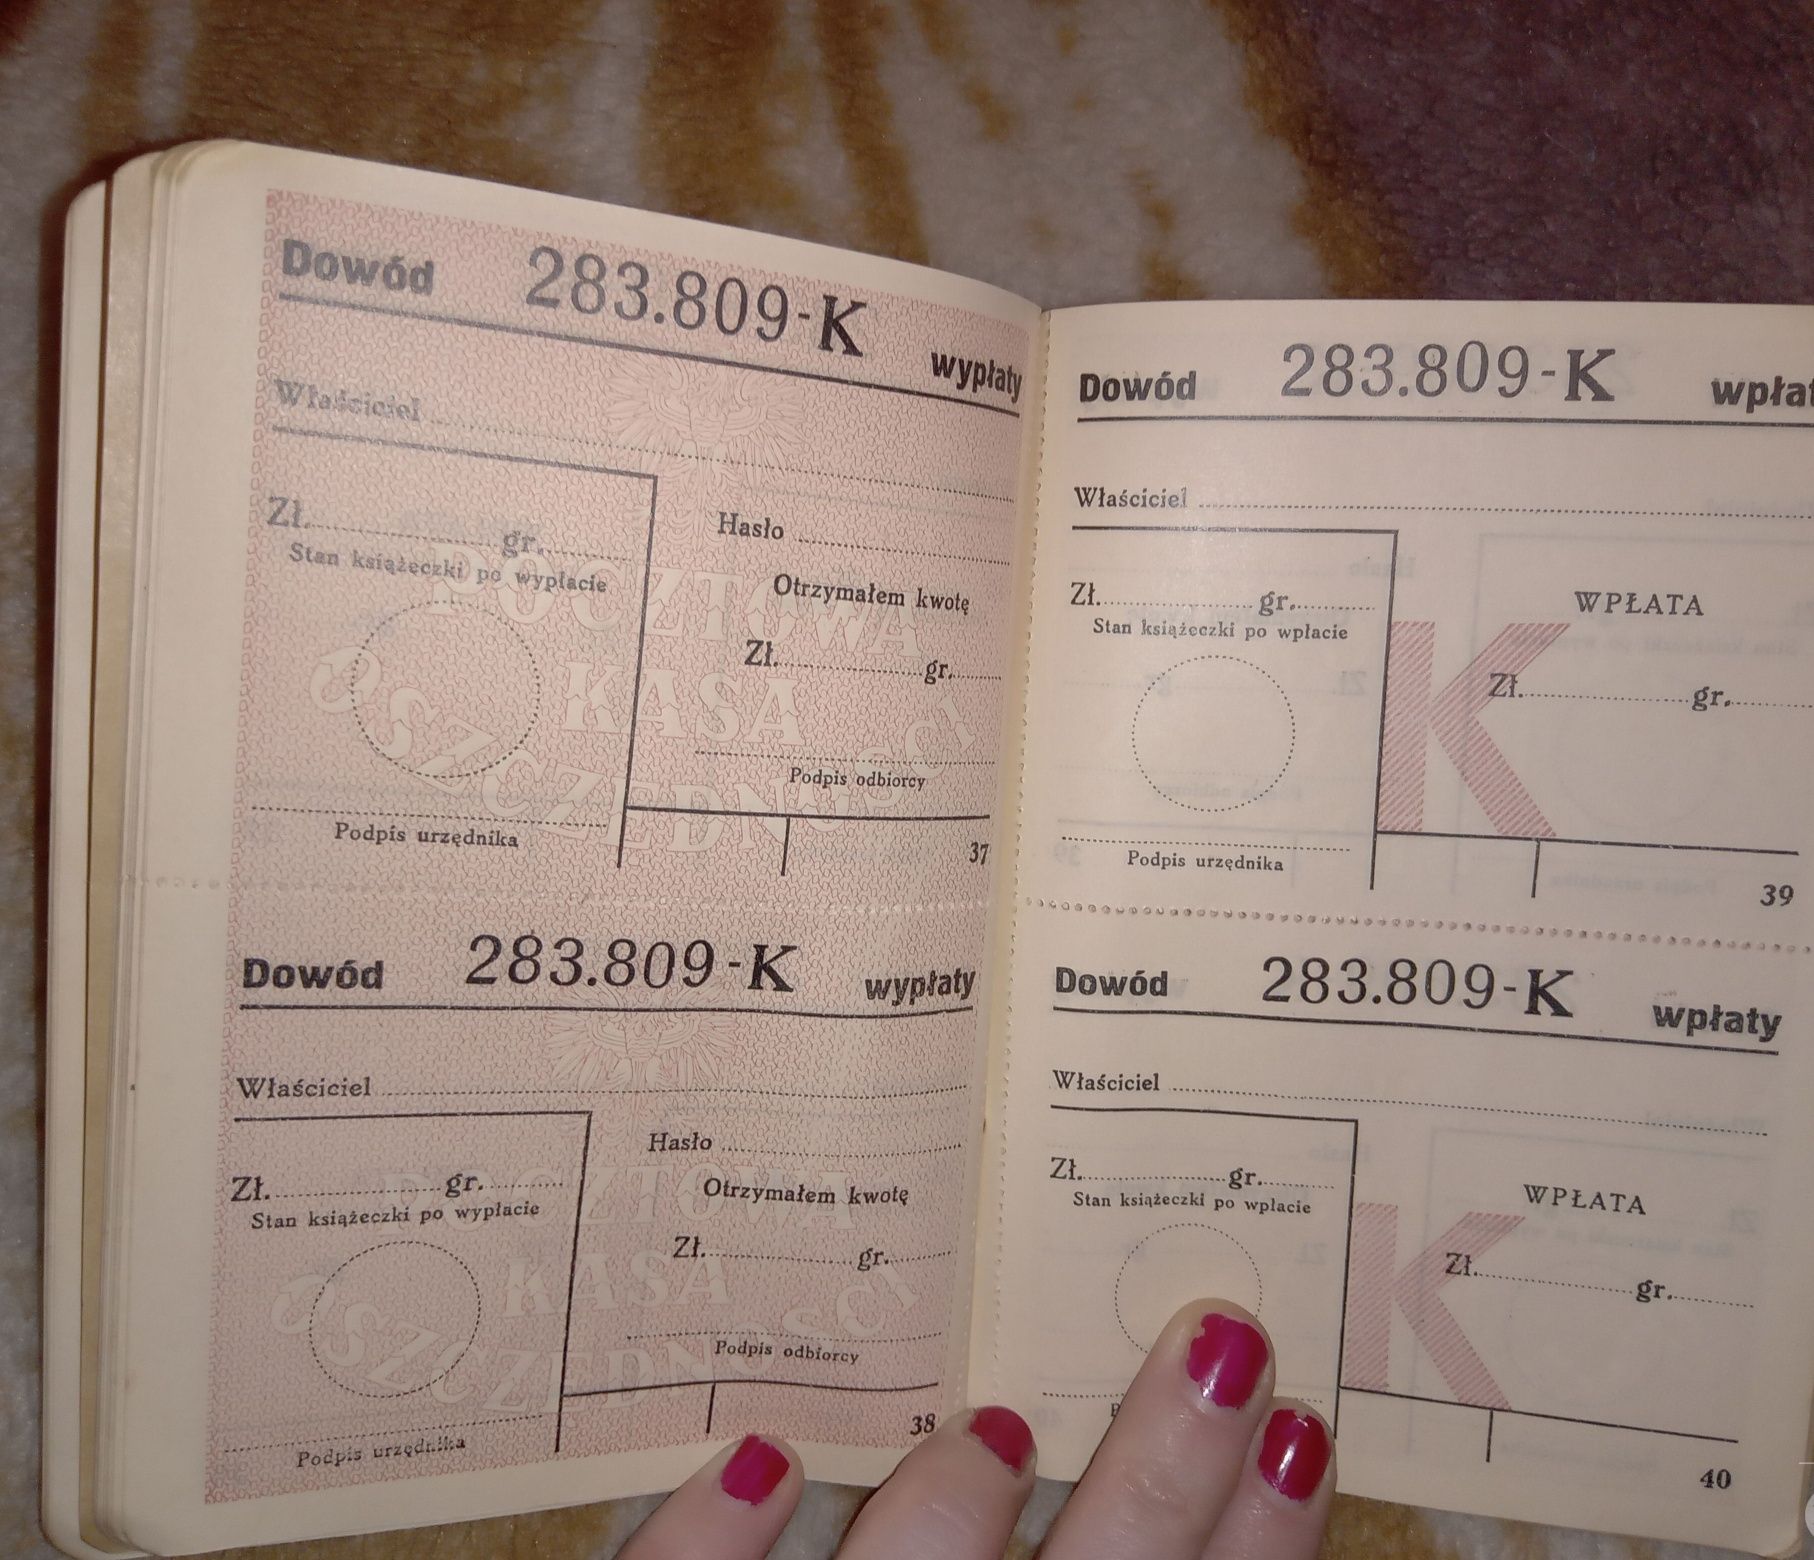 Dowód 283.809-K wypłaty
Właściciel
Zł. gr.
Stan książeczki po wypłacie
Hasło
Otrzymałem kwotę
Zł. gr.
POCZTOWA
KASA
OSZCZĘDNOŚCI
Podpis odbiorcy
Podpis urzędnika
37
Dowód 283.809-K wypłaty
Właściciel
Zł. gr.
Stan książeczki po wypłacie
Hasło
Otrzymałem kwotę
Zł. gr.
POCZTOWA
KASA
OSZCZĘDNOŚCI
Podpis odbiorcy
Podpis urzędnika
38
Dowód 283.809-K wpłat
Właściciel
Zł. gr.
Stan książeczki po wpłacie
WPŁATA
K
Zł. gr.
Podpis urzędnika
39
Dowód 283.809-K wpłaty
Właściciel
Zł. gr.
Stan książeczki po wpłacie
WPŁATA
K
Zł. gr.
40